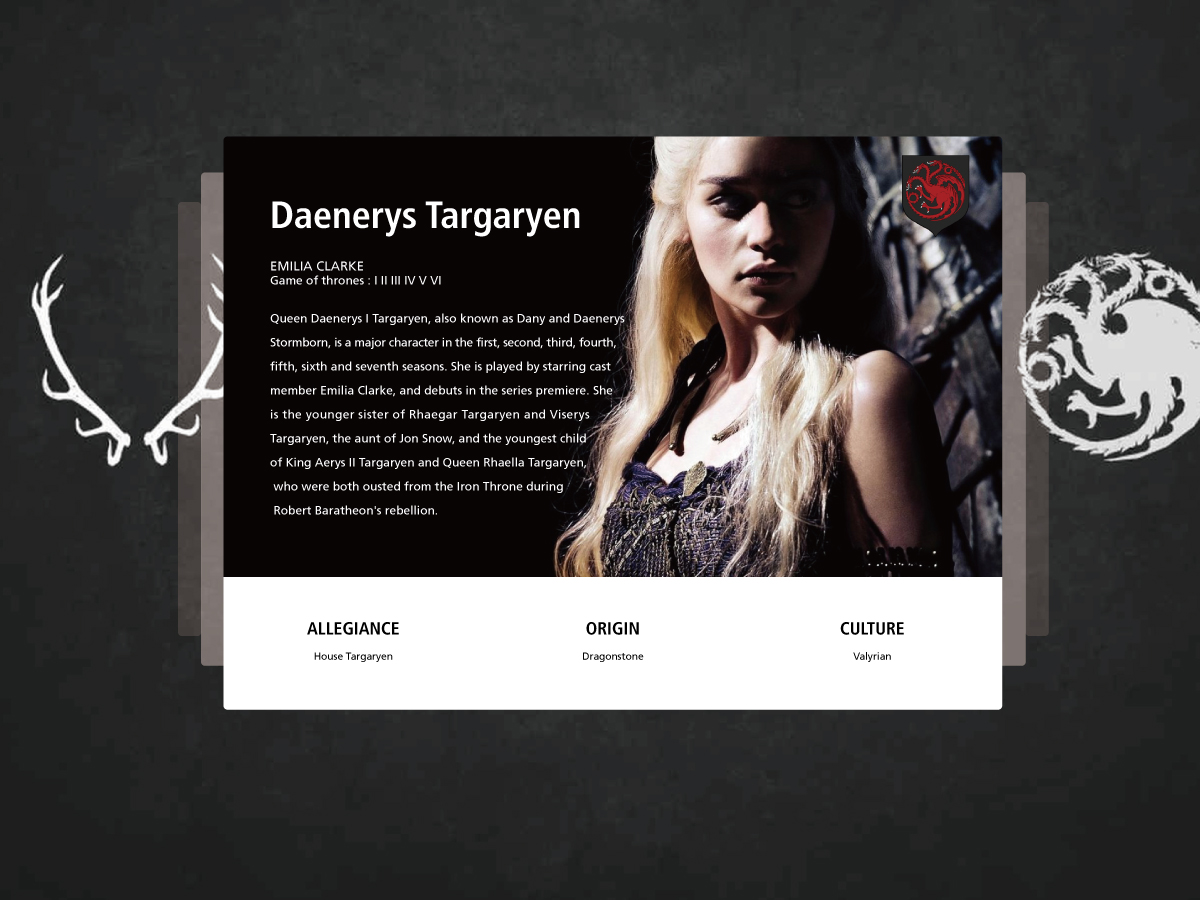 Daenerys Targaryen
EMILIA CLARKE
Game of thrones : I II III IV V VI
Queen Daenerys I Targaryen, also known as Dany and Daenerys
Stormborn, is a major character in the first, second, third, fourth,
fifth, sixth and seventh seasons. She is played by starring cast
member Emilia Clarke, and debuts in the series premiere. She
is the younger sister of Rhaegar Targaryen and Viserys
Targaryen, the aunt of Jon Snow, and the youngest child
of King Aerys II Targaryen and Queen Rhaella Targaryen,
who were both ousted from the Iron Throne during
Robert Baratheon's rebellion.
ALLEGIANCE
House Targaryen
ORIGIN
Dragonstone
CULTURE
Valyrian